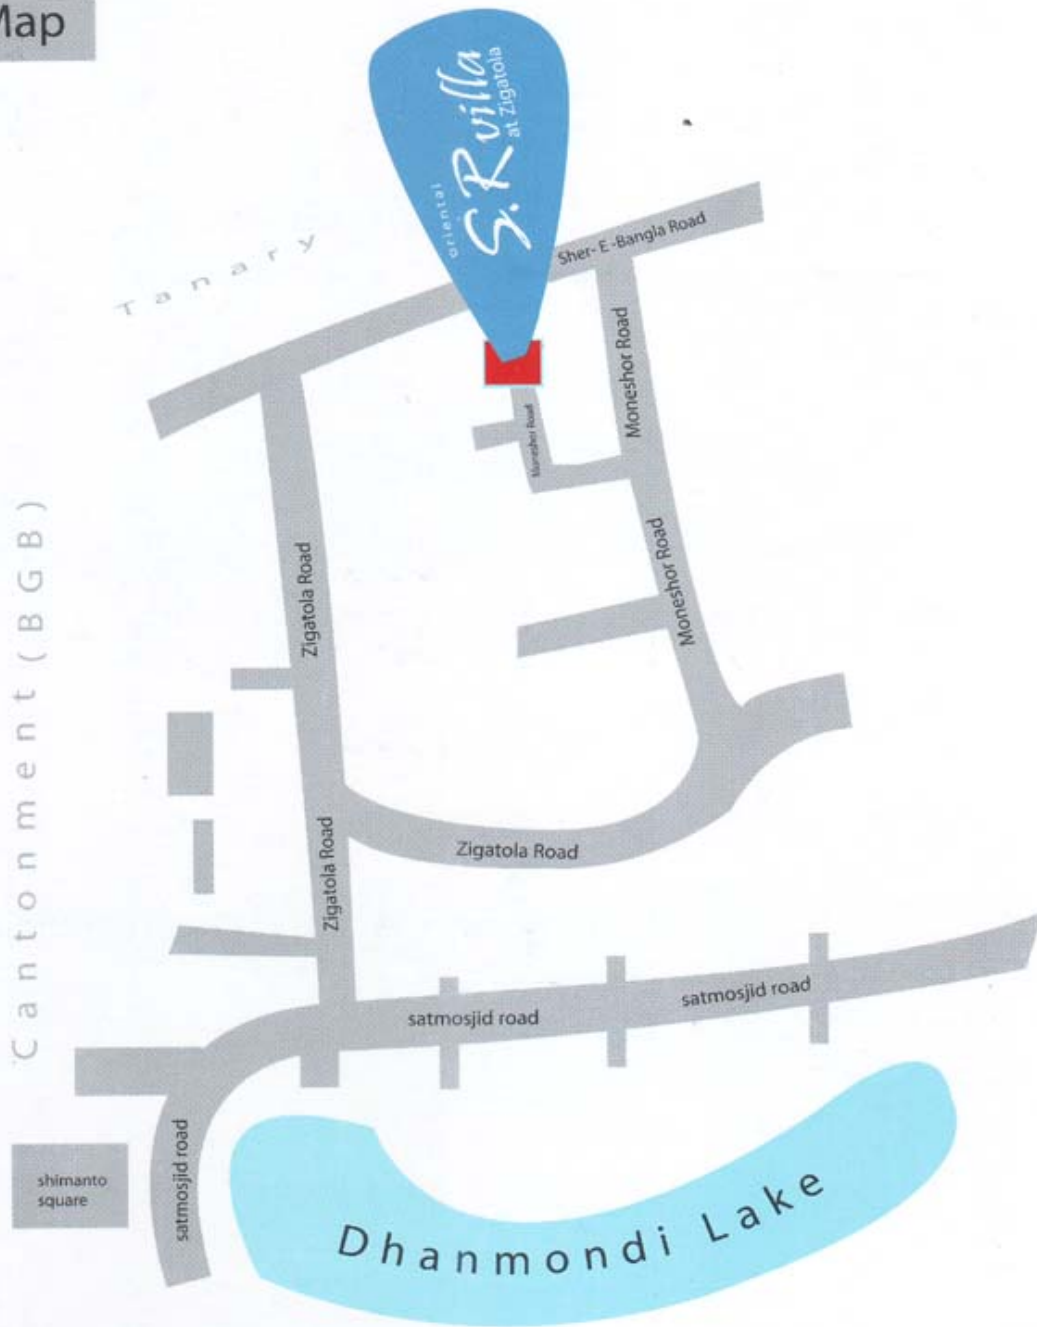 Map
oriental
S.R villa
at Zigatola
Tanary
Sher- E -Bangla Road
Moneshor Road
Moneshor Road
Moneshor Road
Zigatola Road
Cantonment (BGB)
Zigatola Road
Zigatola Road
satmosjid road
satmosjid road
satmosjid road
shimanto
square
Dhanmondi Lake